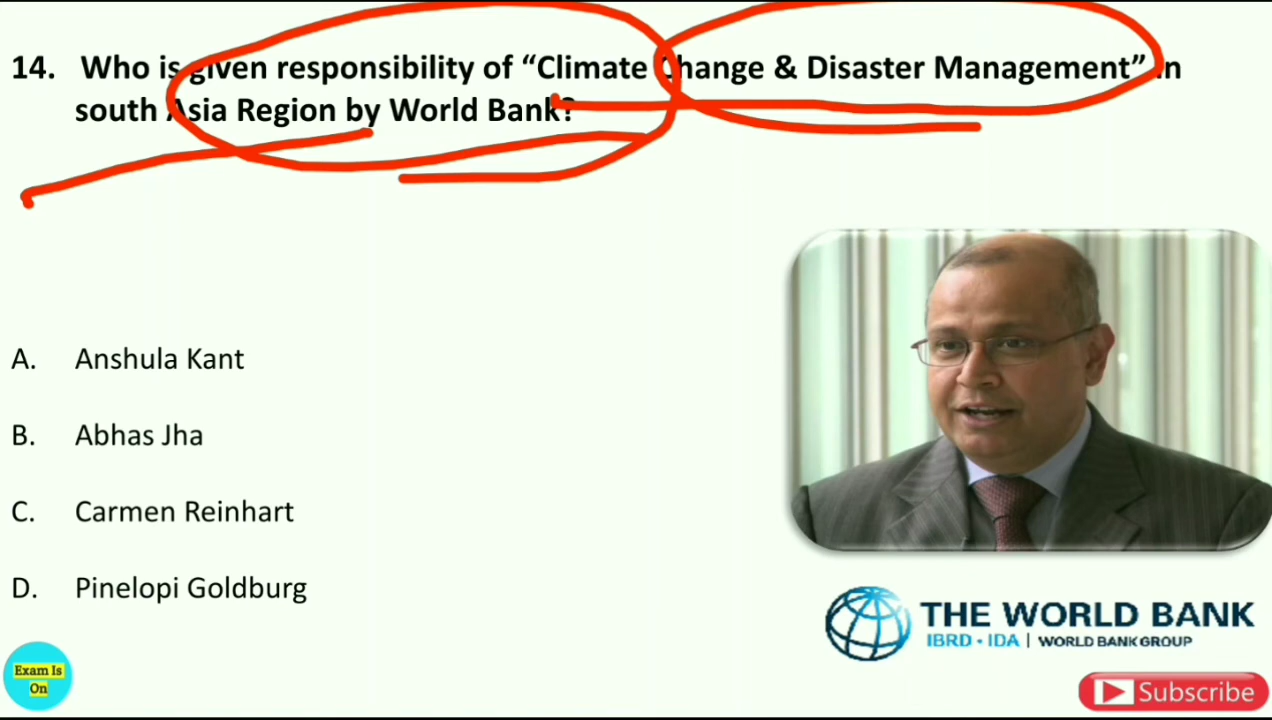 14. Who is given responsibility of “Climate Change & Disaster Management” in
south Asia Region by World Bank?
A. Anshula Kant
B. Abhas Jha
C. Carmen Reinhart
D. Pinelopi Goldburg
THE WORLD BANK
IBRD • IDA | WORLD BANK GROUP
Exam Is
On
Subscribe